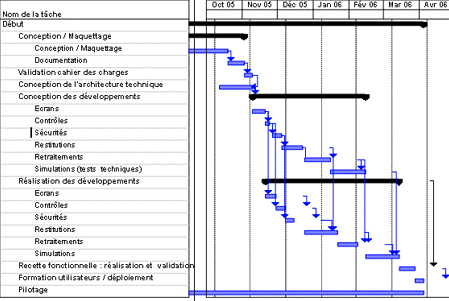 Oct 05 Nov 05 Déc 05 Jan 06 Fév 06 Mar 06 Avr 06
Nom de la tâche
Début
Conception / Maquettage
Conception / Maquettage
Documentation
Validation cahier des charges
Conception de l'architecture technique
Conception des développements
Ecrans
Contrôles
Sécurités
Restitutions
Retraitements
Simulations (tests techniques)
Réalisation des développements
Ecrans
Contrôles
Sécurités
Restitutions
Retraitements
Simulations
Recette fonctionnelle : réalisation et validation
Formation utilisateurs / déploiement
Pilotage